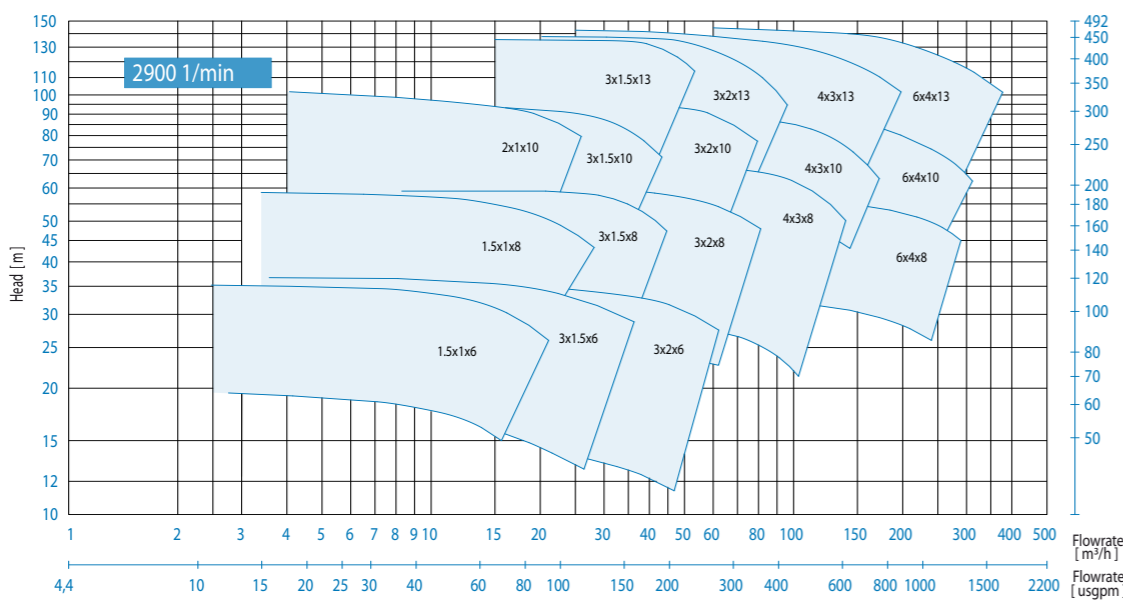 2900 1/min
Head [m]
150
130
110
100
90
80
70
60
50
45
40
35
30
25
20
15
12
10
492
450
400
350
300
250
200
180
160
140
120
100
80
70
60
50
3x1.5x13
3x2x13
4x3x13
6x4x13
2x1x10
3x1.5x10
3x2x10
4x3x10
6x4x10
1.5x1x8
3x1.5x8
3x2x8
4x3x8
6x4x8
1.5x1x6
3x1.5x6
3x2x6
1 2 3 4 5 6 7 8 9 10 15 20 30 40 50 60 80 100 150 200 300 400 500
Flowrate
[m³/h]
4,4 10 15 20 25 30 40 60 80 100 150 200 300 400 600 800 1000 1500 2200
Flowrate
[usgpm]